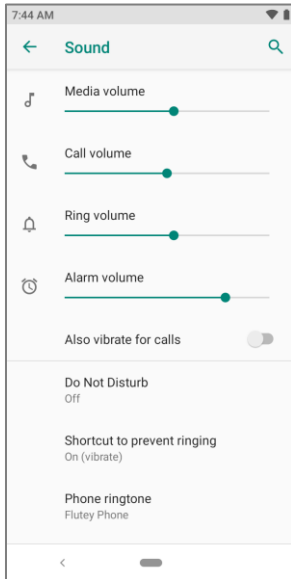 7:44 AM
Sound
Media volume
Call volume
Ring volume
Alarm volume
Also vibrate for calls
Do Not Disturb
Off
Shortcut to prevent ringing
On (vibrate)
Phone ringtone
Flutey Phone